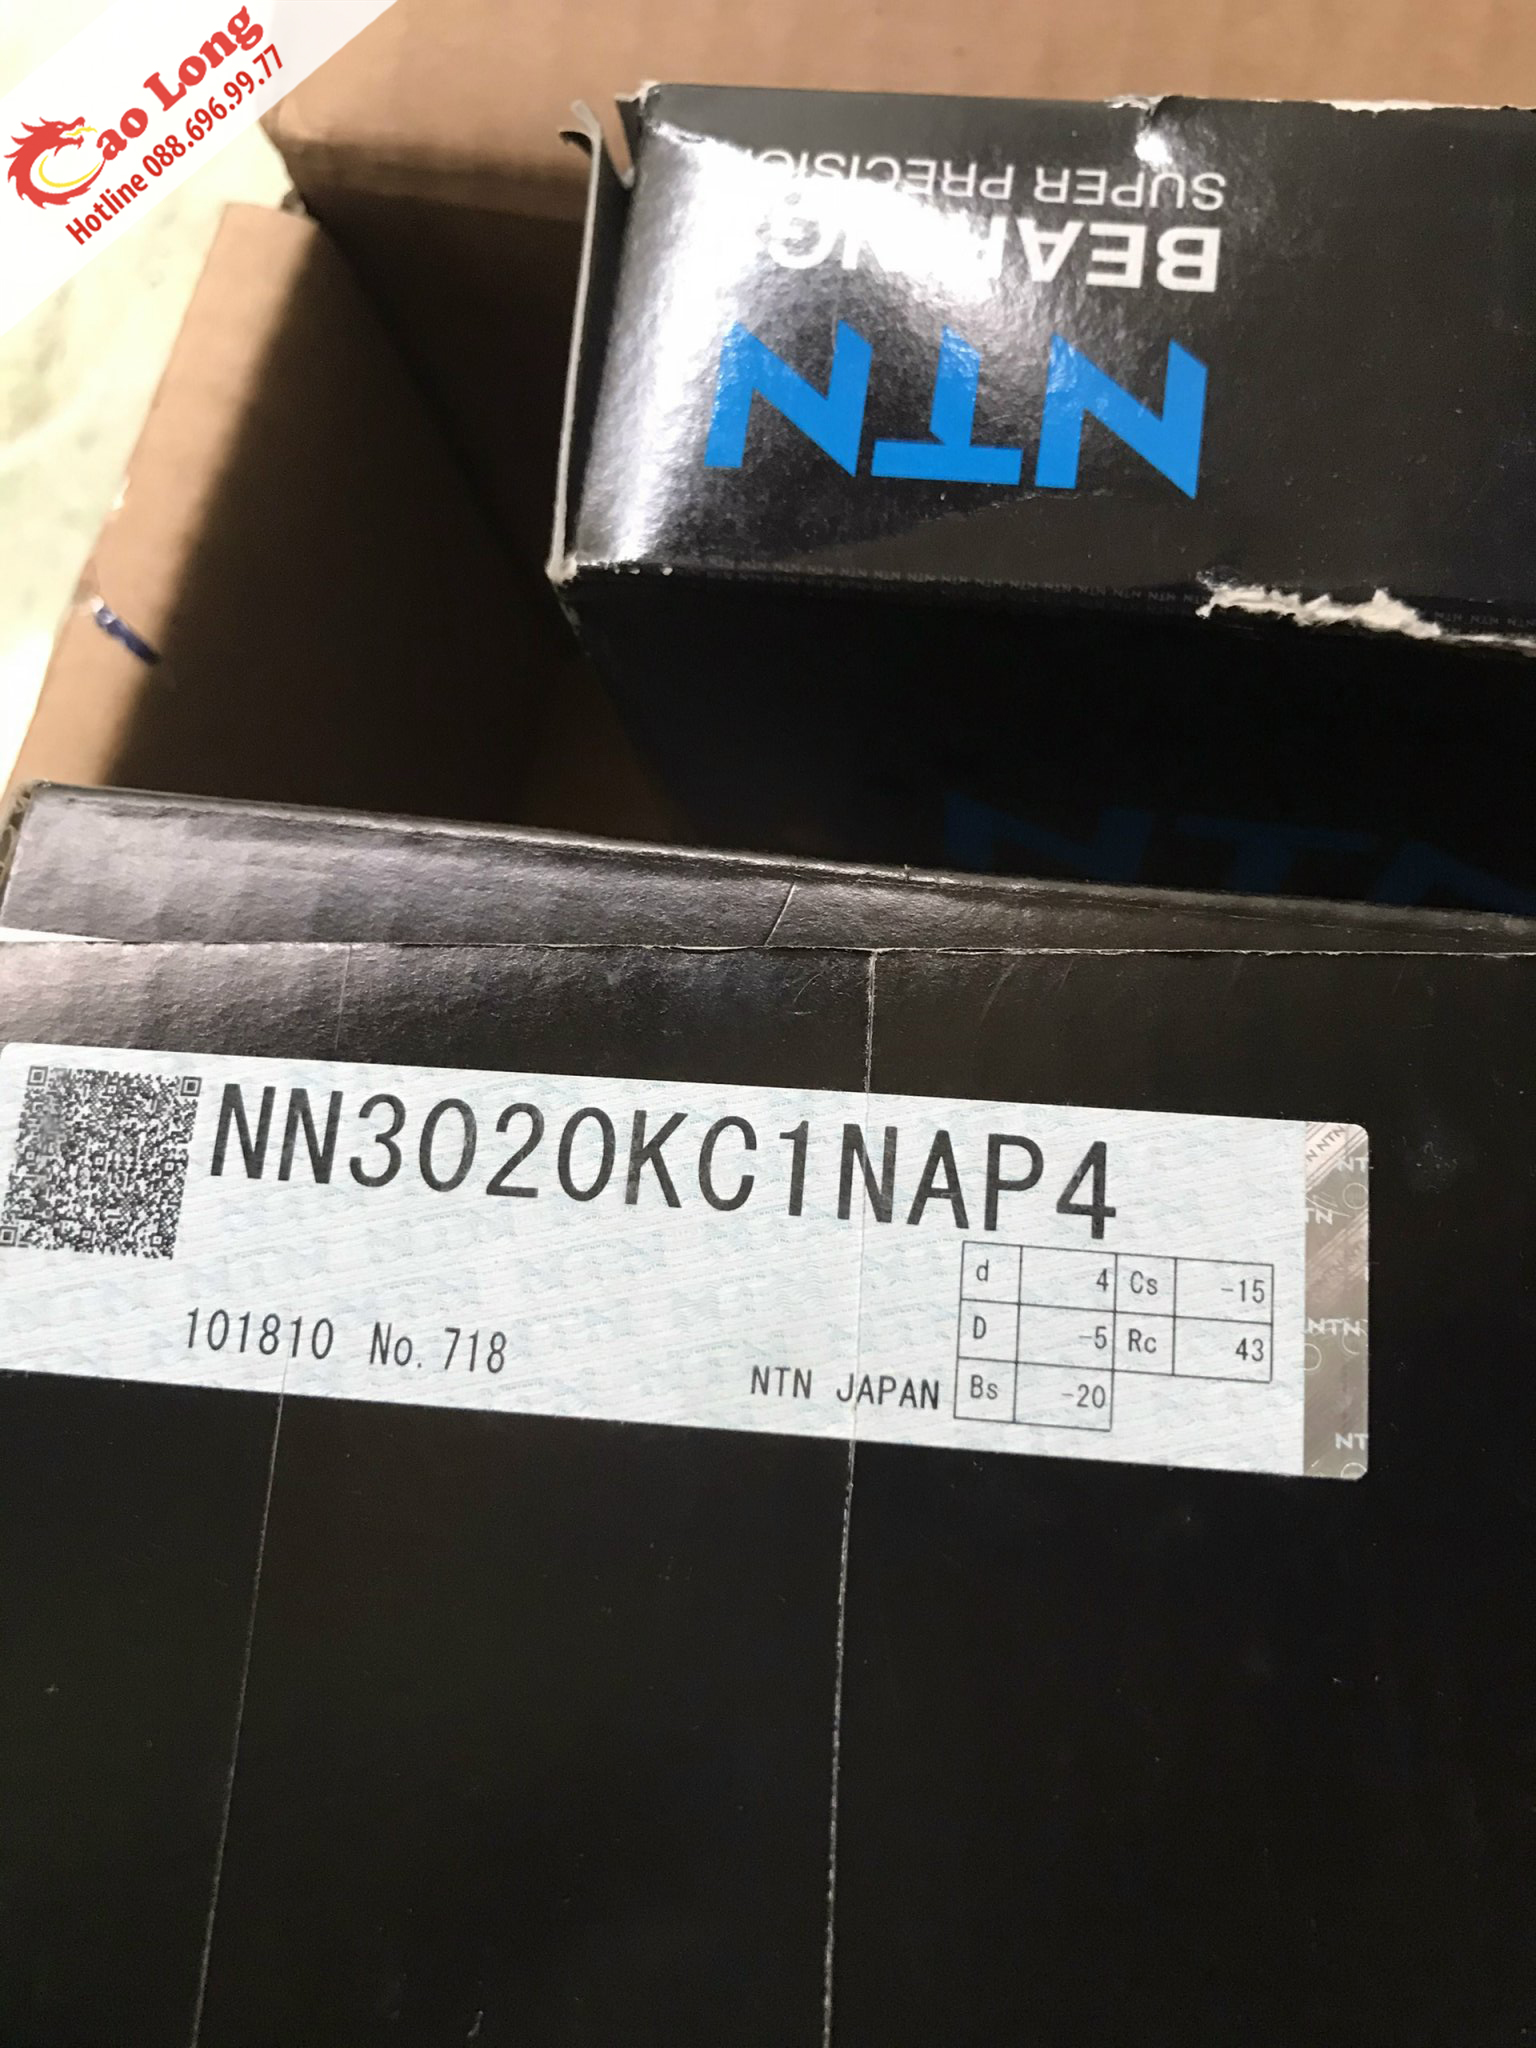 Cao Long
Hotline 088.696.99.77
NTN
BEARING
SUPER PRECISION
NTN
NN3020KC1NAP4
101810 No. 718
NTN JAPAN
d 4 Cs -15
D -5 Rc 43
Bs -20